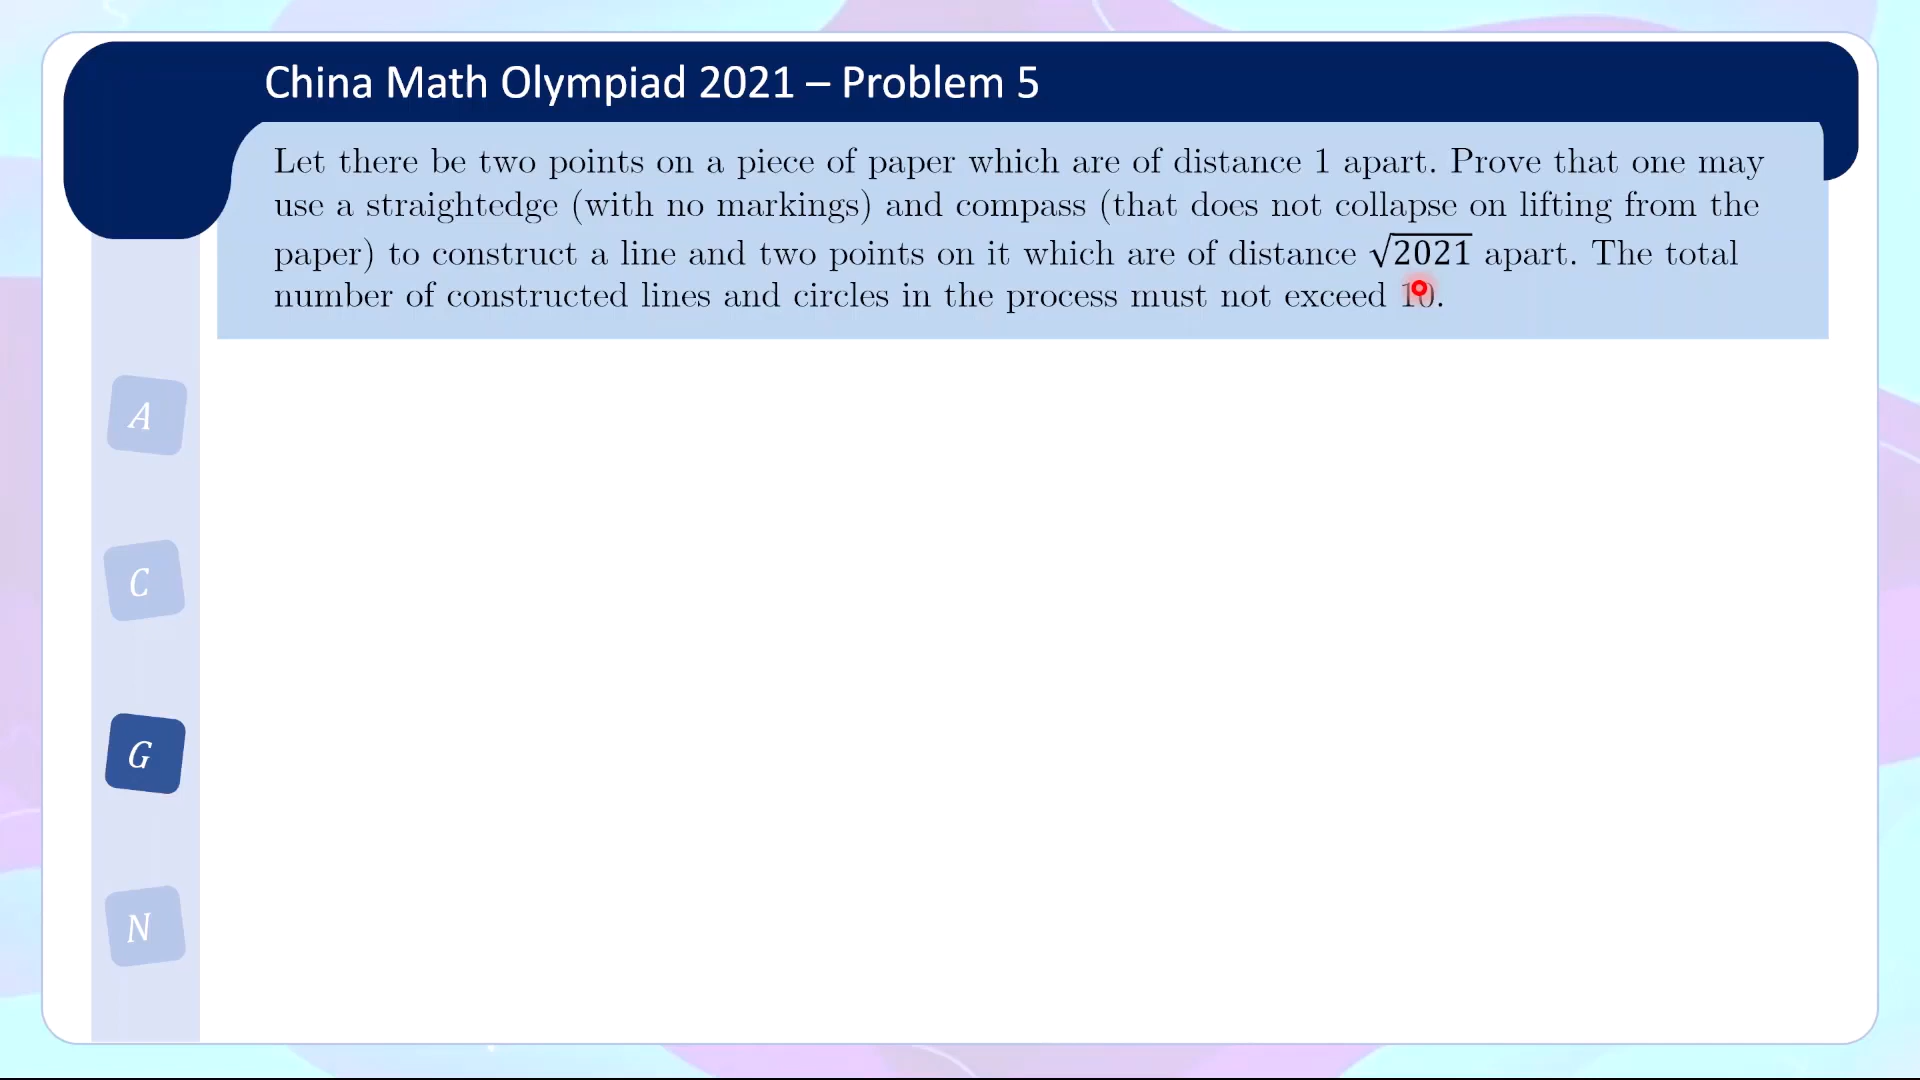 China Math Olympiad 2021 – Problem 5
Let there be two points on a piece of paper which are of distance 1 apart. Prove that one may
use a straightedge (with no markings) and compass (that does not collapse on lifting from the
paper) to construct a line and two points on it which are of distance √2021 apart. The total
number of constructed lines and circles in the process must not exceed 10.
A
C
G
N